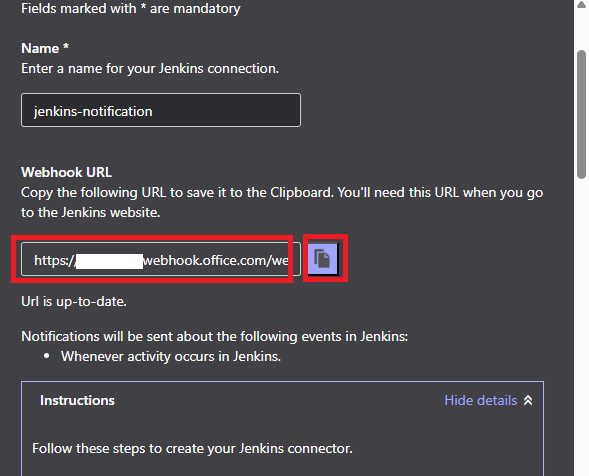 Fields marked with * are mandatory
Name *
Enter a name for your Jenkins connection.
jenkins-notification
Webhook URL
Copy the following URL to save it to the Clipboard. You'll need this URL when you go
to the Jenkins website.
https:/ webhook.office.com/we
Url is up-to-date.
Notifications will be sent about the following events in Jenkins:
• Whenever activity occurs in Jenkins.
Instructions Hide details
Follow these steps to create your Jenkins connector.